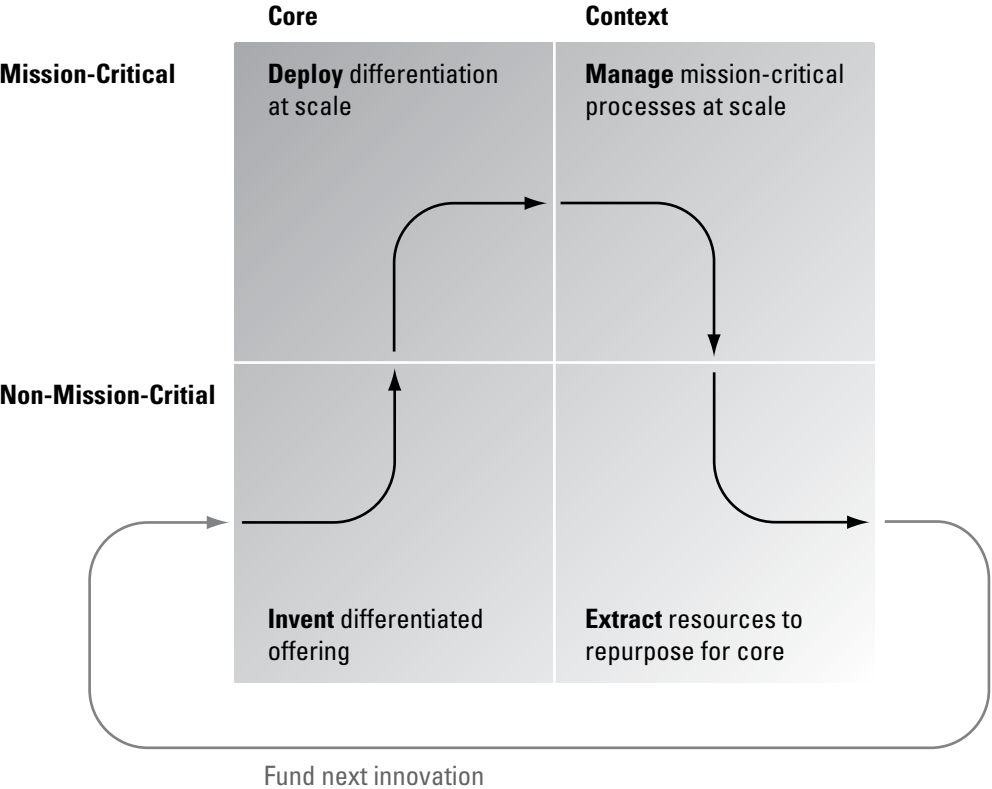 Core
Context
Mission-Critical
Deploy differentiation
at scale
Manage mission-critical
processes at scale
Non-Mission-Critial
Invent differentiated
offering
Extract resources to
repurpose for core
Fund next innovation